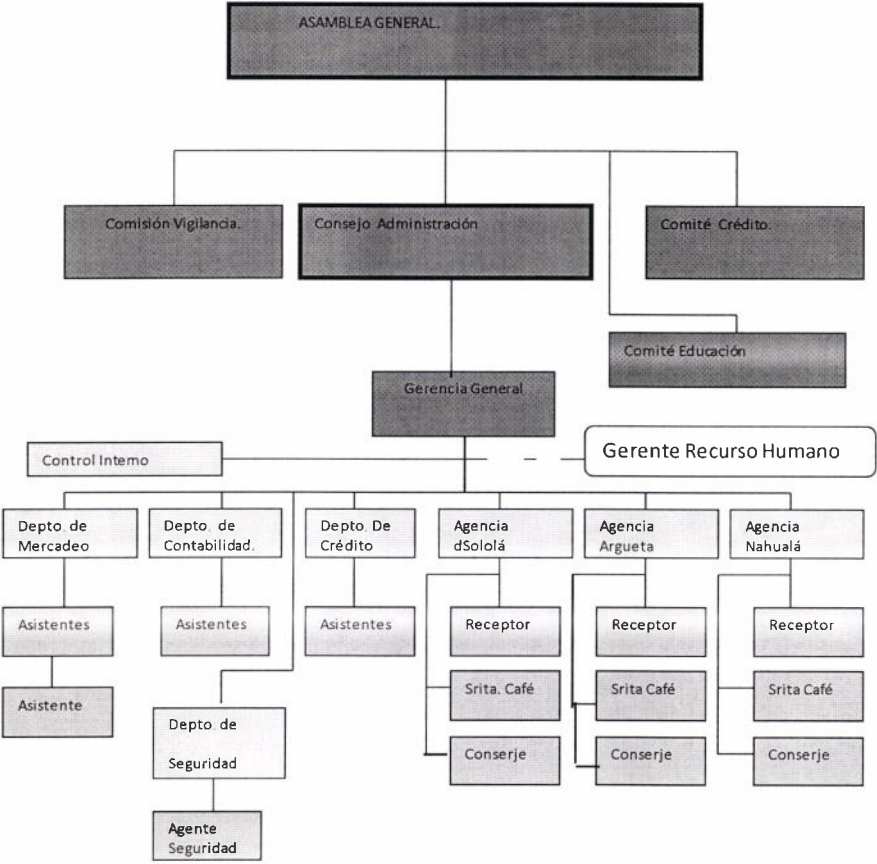 ASAMBLEA GENERAL.
Comisión Vigilancia.
Consejo Administración
Comité Crédito.
Comité Educación
Gerencia General
Control Interno
Gerente Recurso Humano
Depto. de
Mercadeo
Depto. de
Contabilidad.
Depto. De
Crédito
Agencia
dSololá
Agencia
Argueta
Agencia
Nahualá
Asistentes
Asistentes
Asistentes
Receptor
Receptor
Receptor
Asistente
Srita. Café
Srita Café
Srita Café
Depto. de
Seguridad
Conserje
Conserje
Conserje
Agente
Seguridad